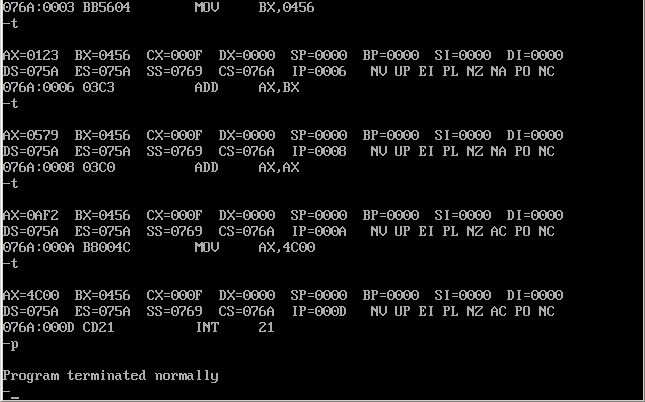 076A:0003 BB5604        MOV     BX,0456
-t
AX=0123  BX=0456  CX=000F  DX=0000  SP=0000  BP=0000  SI=0000  DI=0000
DS=075A  ES=075A  SS=0769  CS=076A  IP=0006   NV UP EI PL NZ NA PO NC
076A:0006 03C3          ADD     AX,BX
-t
AX=0579  BX=0456  CX=000F  DX=0000  SP=0000  BP=0000  SI=0000  DI=0000
DS=075A  ES=075A  SS=0769  CS=076A  IP=0008   NV UP EI PL NZ NA PO NC
076A:0008 03C0          ADD     AX,AX
-t
AX=0AF2  BX=0456  CX=000F  DX=0000  SP=0000  BP=0000  SI=0000  DI=0000
DS=075A  ES=075A  SS=0769  CS=076A  IP=000A   NV UP EI PL NZ AC PO NC
076A:000A B8004C        MOV     AX,4C00
-t
AX=4C00  BX=0456  CX=000F  DX=0000  SP=0000  BP=0000  SI=0000  DI=0000
DS=075A  ES=075A  SS=0769  CS=076A  IP=000D   NV UP EI PL NZ AC PO NC
076A:000D CD21          INT     21
-p
Program terminated normally
-_